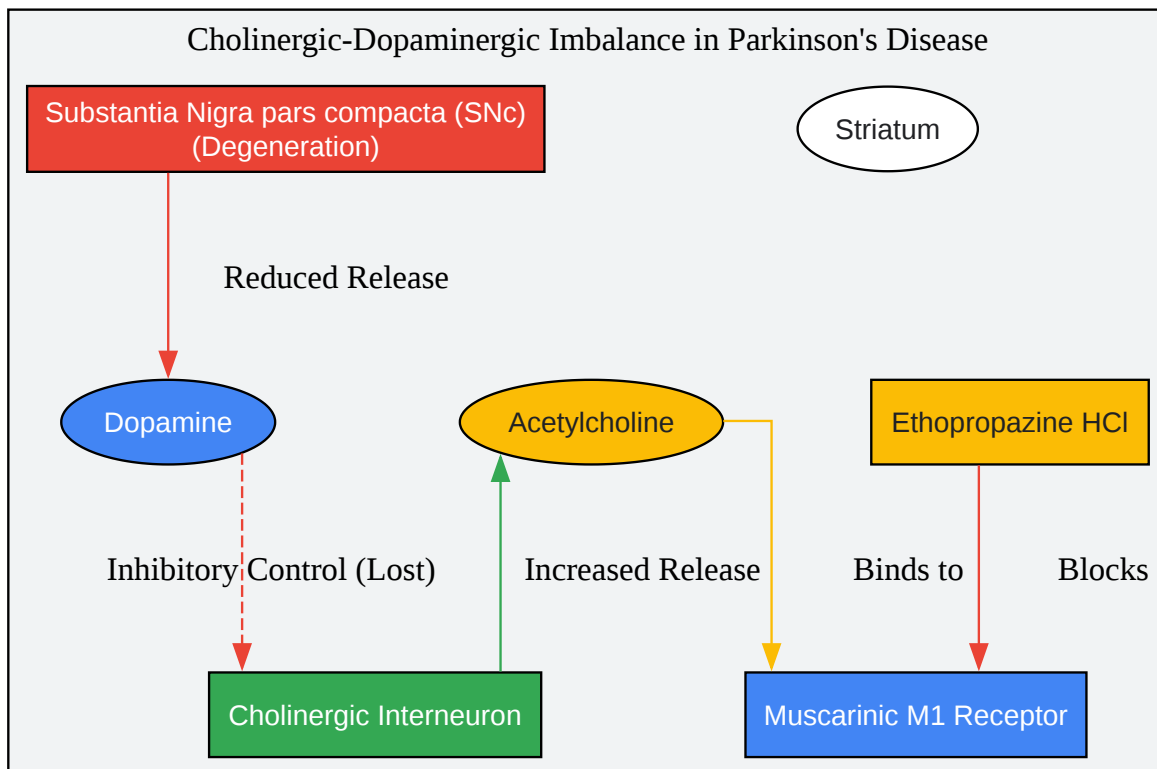 Cholinergic-Dopaminergic Imbalance in Parkinson's Disease
Substantia Nigra pars compacta (SNc)
(Degeneration)
Striatum
Reduced Release
Dopamine
Acetylcholine
Ethopropazine HCl
Inhibitory Control (Lost)
Increased Release
Binds to
Blocks
Cholinergic Interneuron
Muscarinic M1 Receptor